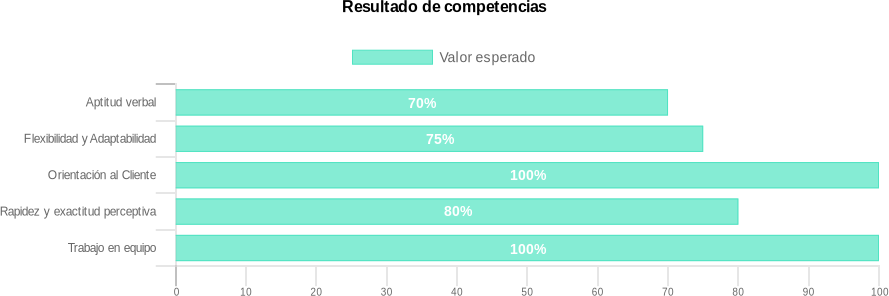 Resultado de competencias
Valor esperado
Aptitud verbal 70%
Flexibilidad y Adaptabilidad 75%
Orientación al Cliente 100%
Rapidez y exactitud perceptiva 80%
Trabajo en equipo 100%
0 10 20 30 40 50 60 70 80 90 100